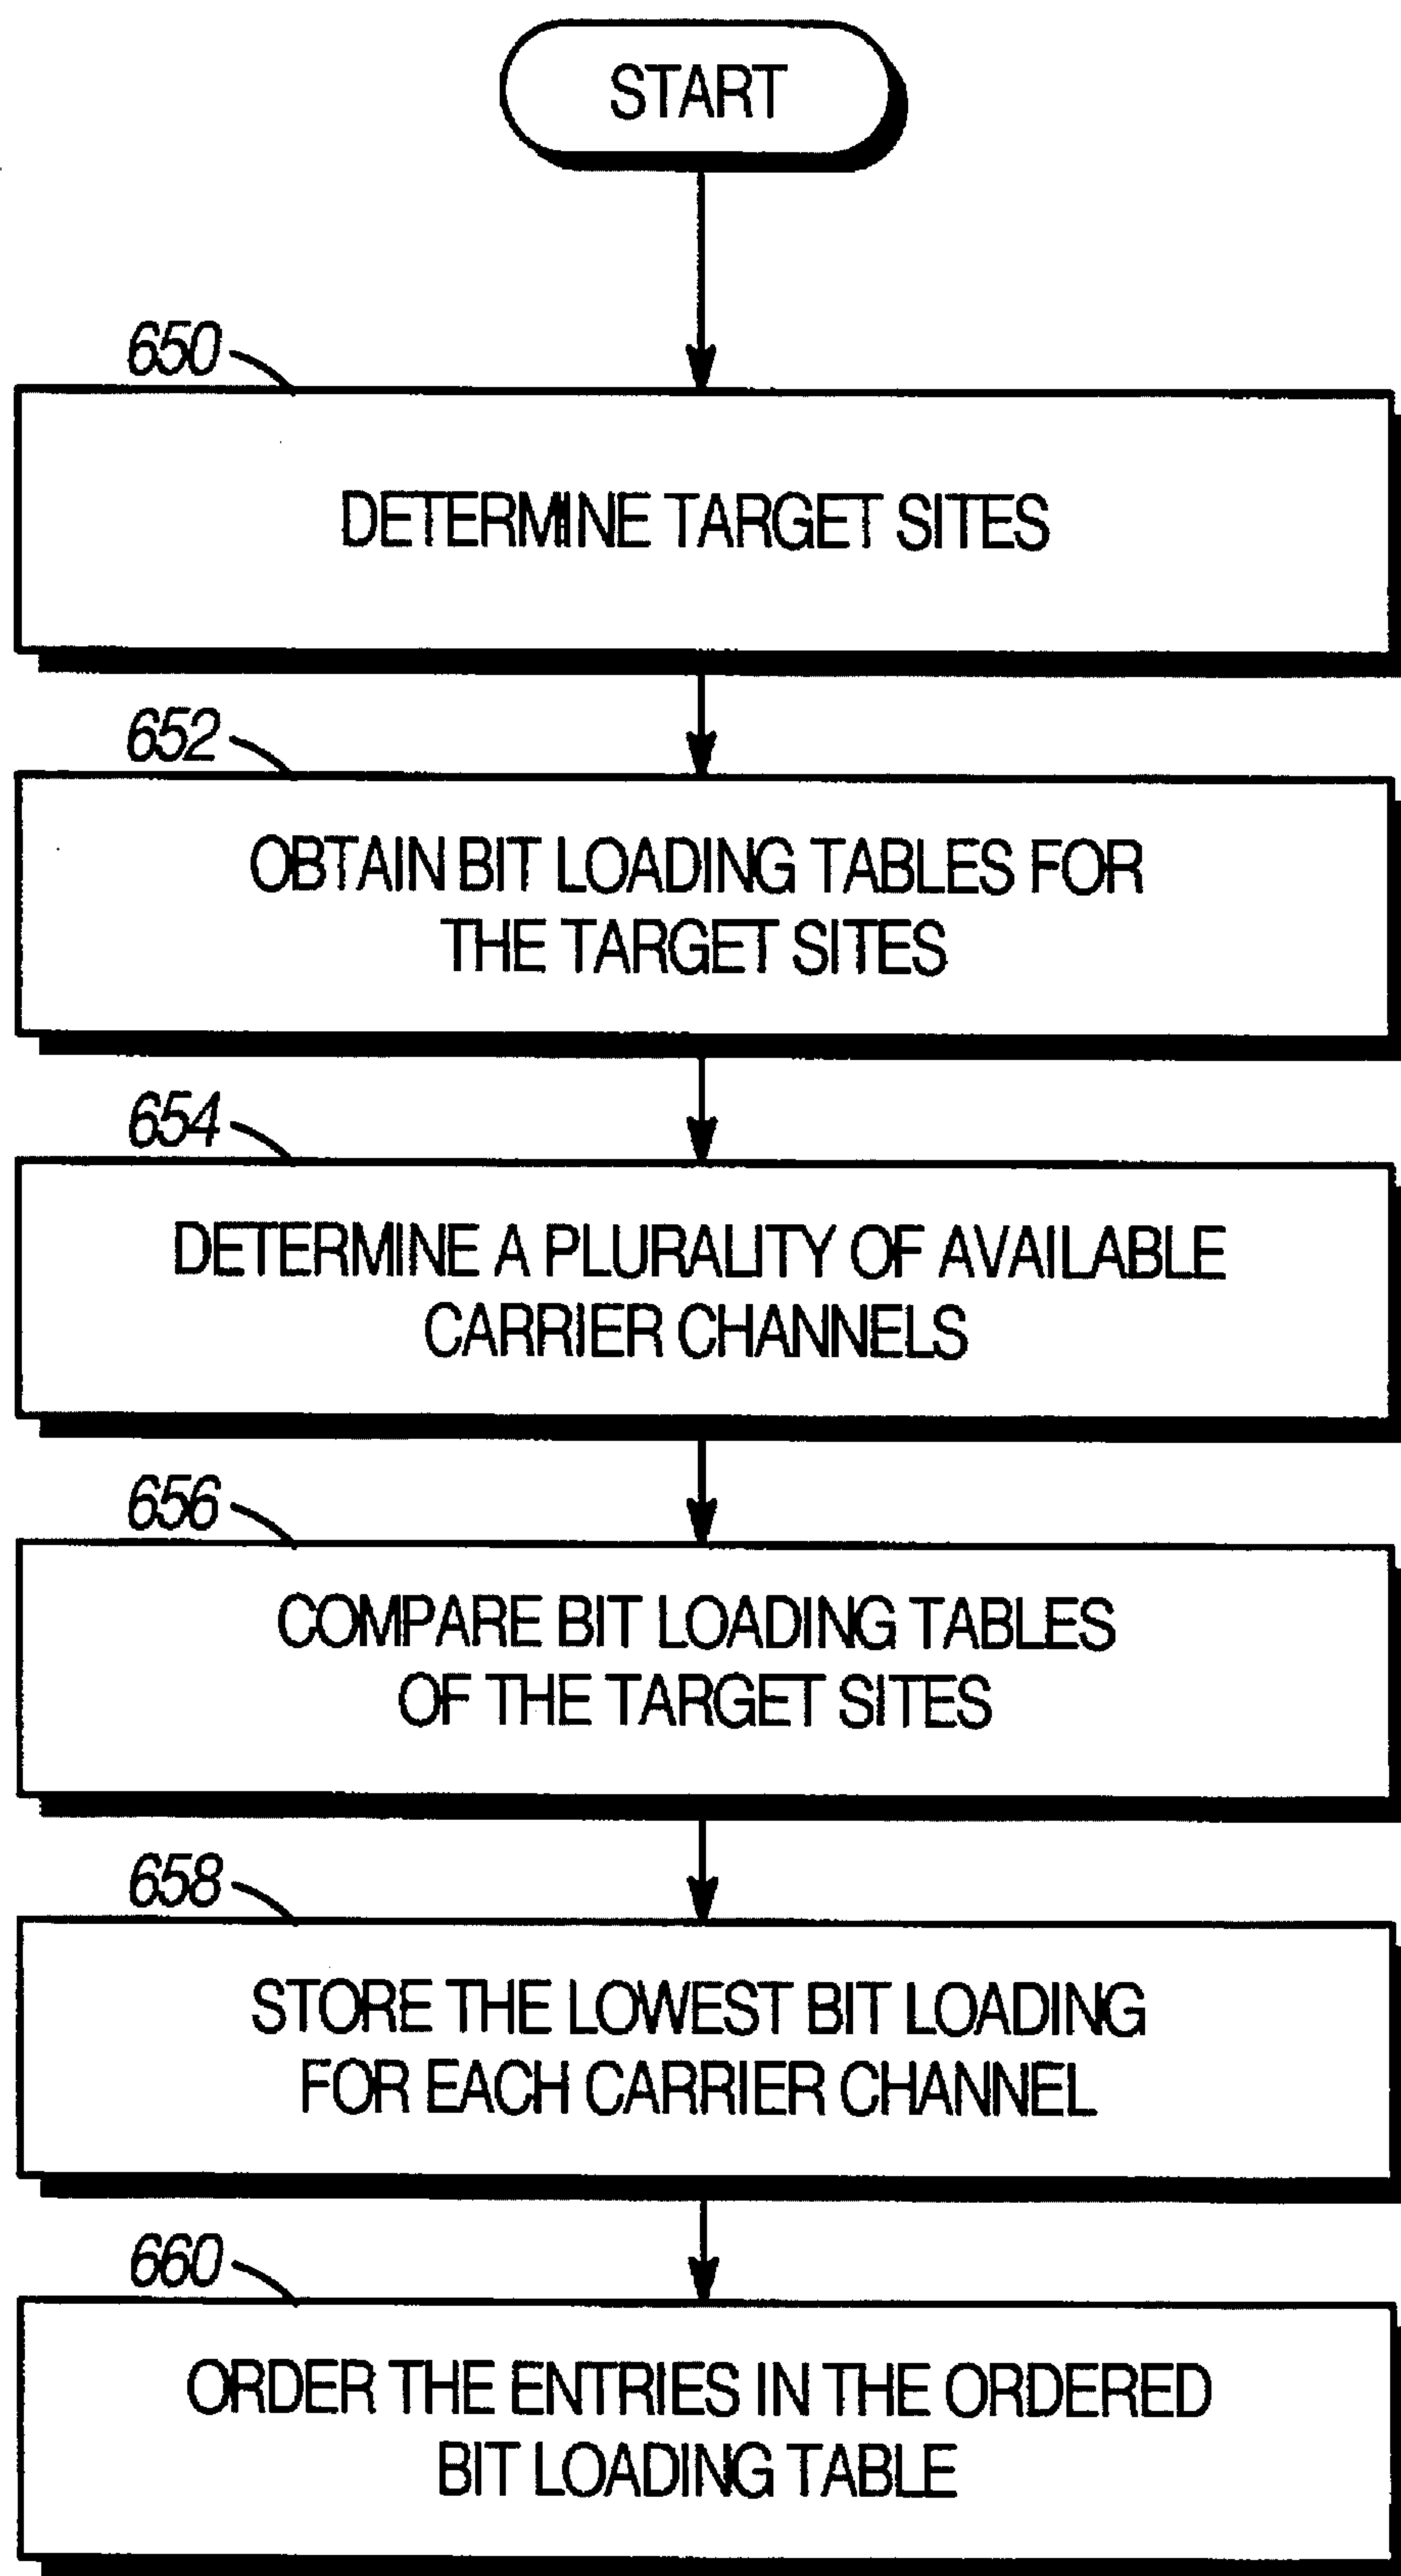 START
650
DETERMINE TARGET SITES
652
OBTAIN BIT LOADING TABLES FOR
THE TARGET SITES
654
DETERMINE A PLURALITY OF AVAILABLE
CARRIER CHANNELS
656
COMPARE BIT LOADING TABLES
OF THE TARGET SITES
658
STORE THE LOWEST BIT LOADING
FOR EACH CARRIER CHANNEL
660
ORDER THE ENTRIES IN THE ORDERED
BIT LOADING TABLE